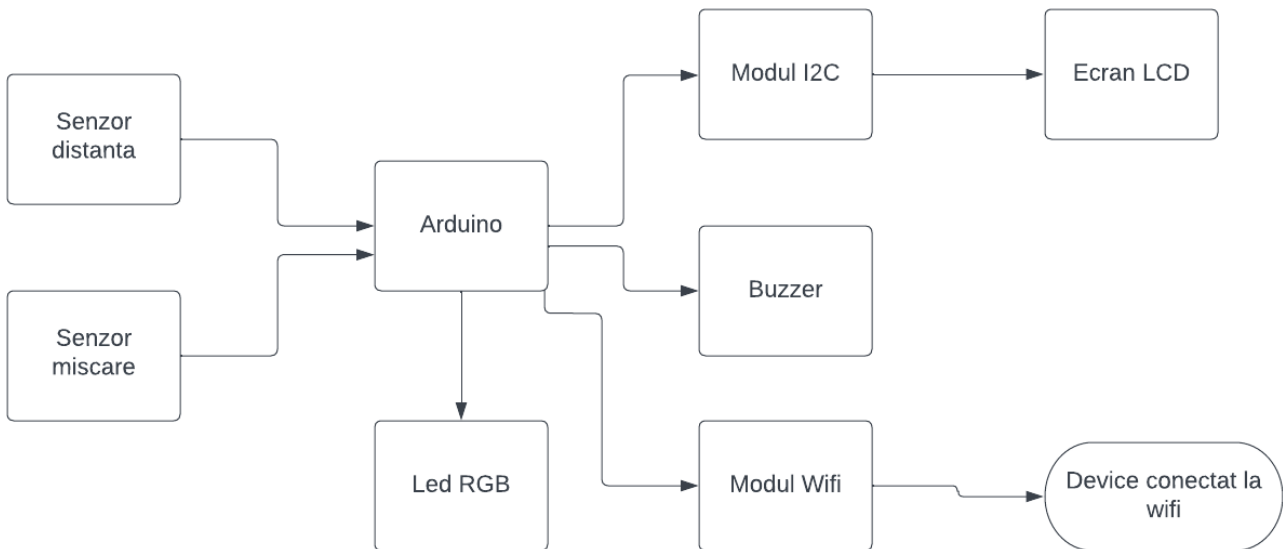 Senzor
distanta
Senzor
miscare
Arduino
Led RGB
Modul I2C
Ecran LCD
Buzzer
Modul Wifi
Device conectat la
wifi